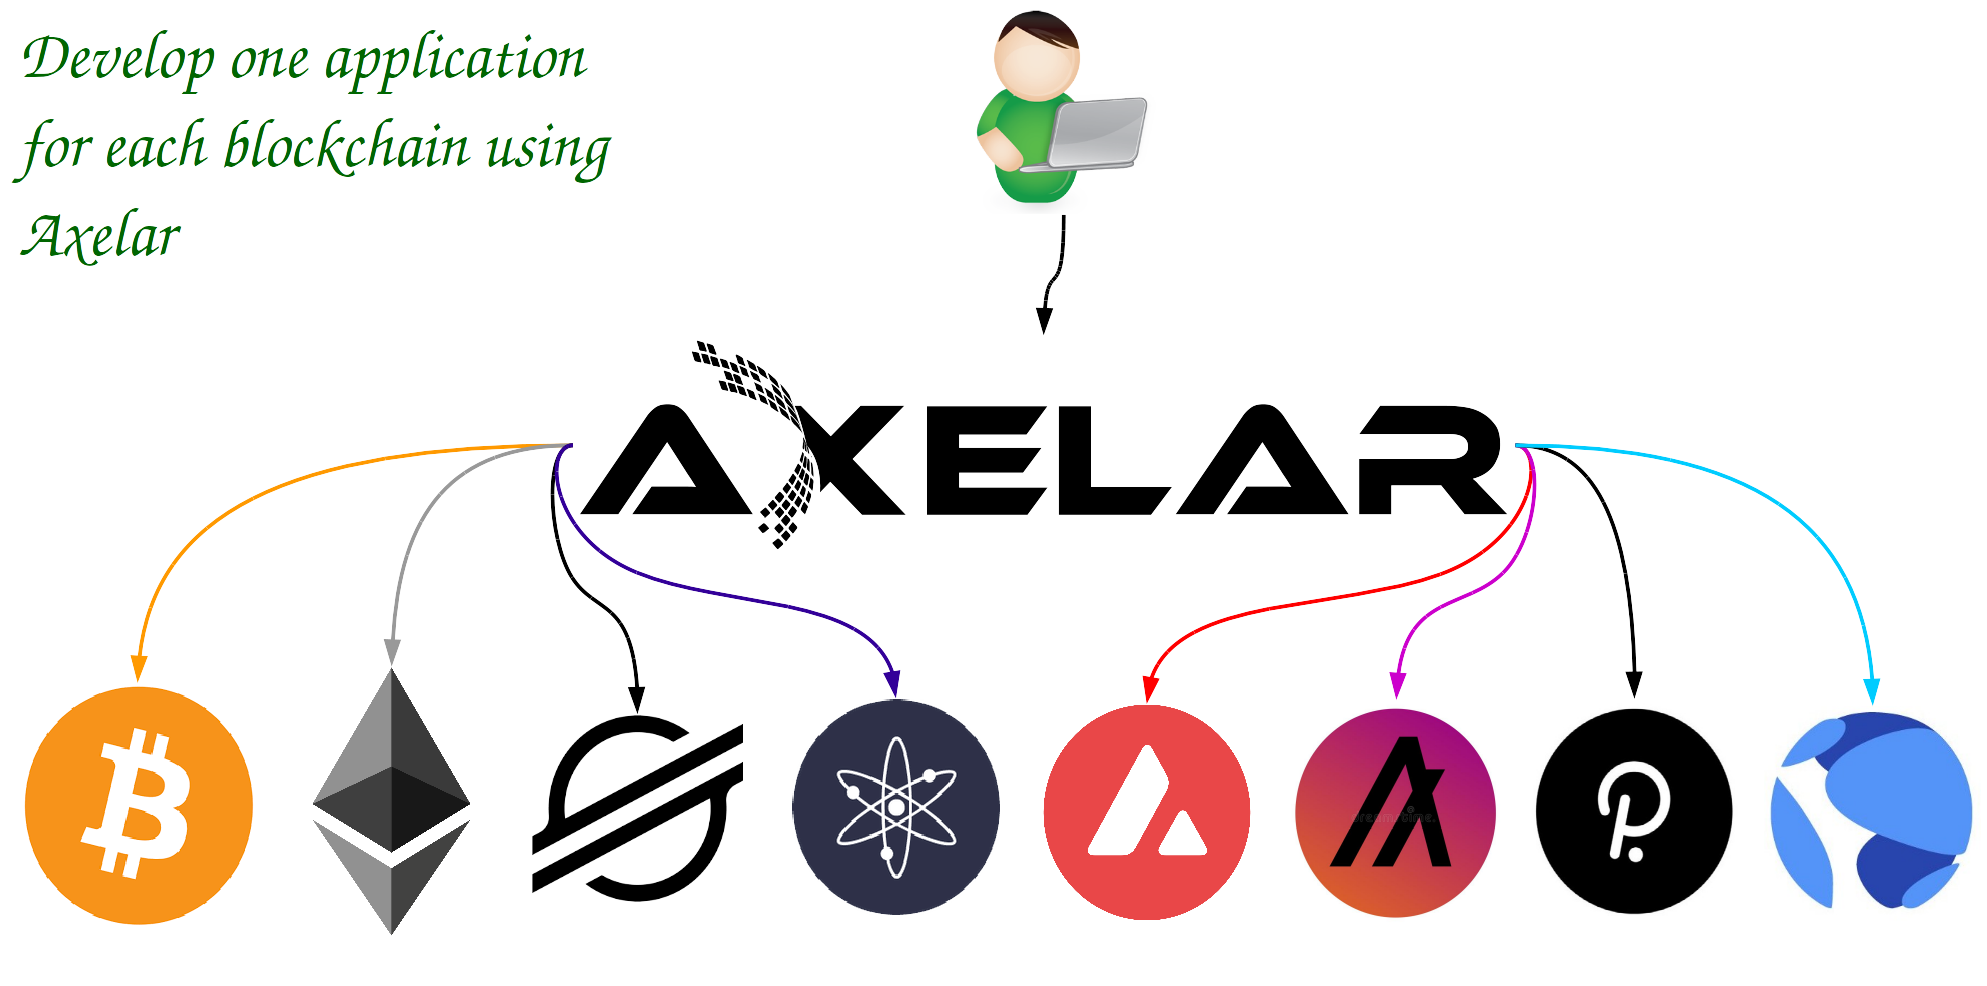 Develop one application
for each blockchain using
Axelar
AXELAR